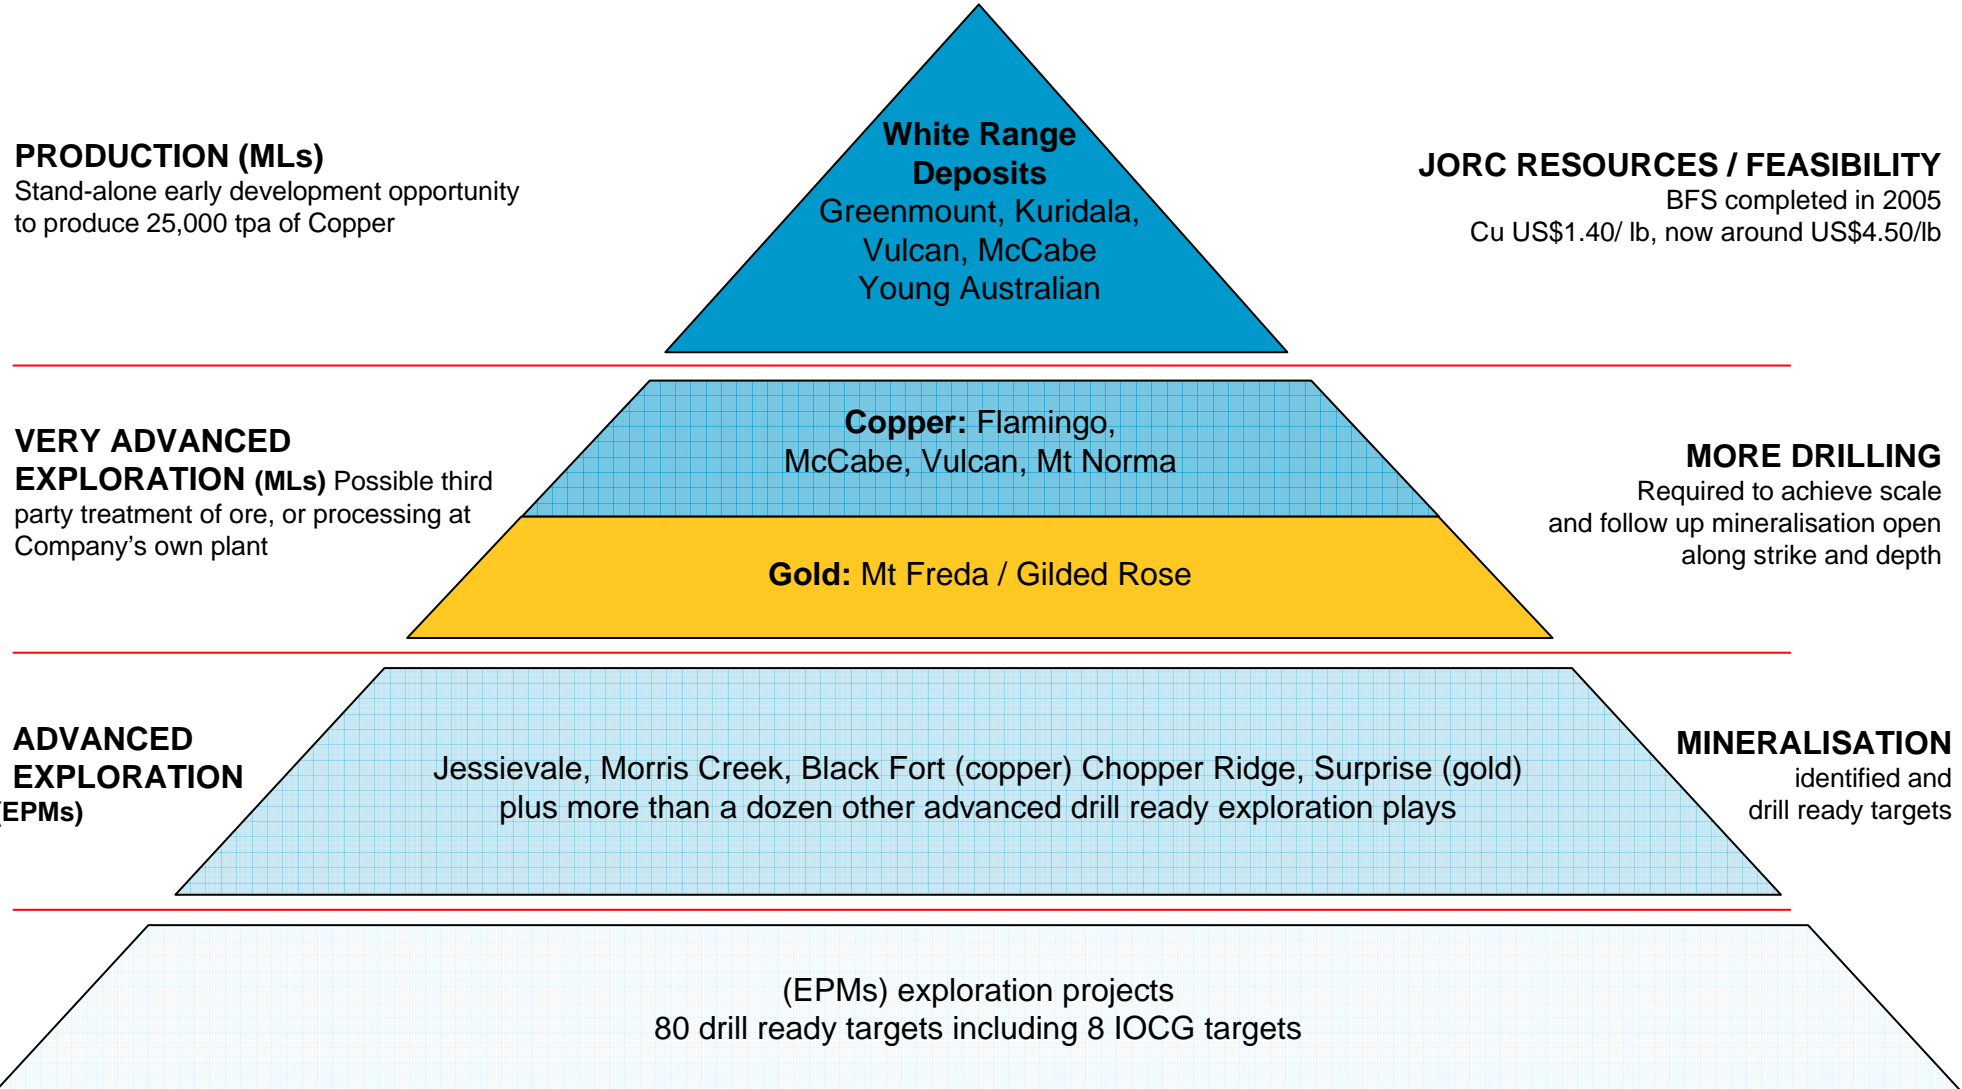 PRODUCTION (MLs)
Stand-alone early development opportunity
to produce 25,000 tpa of Copper
White Range
Deposits
Greenmount, Kuridala,
Vulcan, McCabe
Young Australian
JORC RESOURCES / FEASIBILITY
BFS completed in 2005
Cu US$1.40/ lb, now around US$4.50/lb
VERY ADVANCED
EXPLORATION (MLs) Possible third
party treatment of ore, or processing at
Company's own plant
Copper: Flamingo,
McCabe, Vulcan, Mt Norma
Gold: Mt Freda / Gilded Rose
MORE DRILLING
Required to achieve scale
and follow up mineralisation open
along strike and depth
ADVANCED
EXPLORATION
(EPMs)
Jessievale, Morris Creek, Black Fort (copper) Chopper Ridge, Surprise (gold)
plus more than a dozen other advanced drill ready exploration plays
MINERALISATION
identified and
drill ready targets
(EPMs) exploration projects
80 drill ready targets including 8 IOCG targets